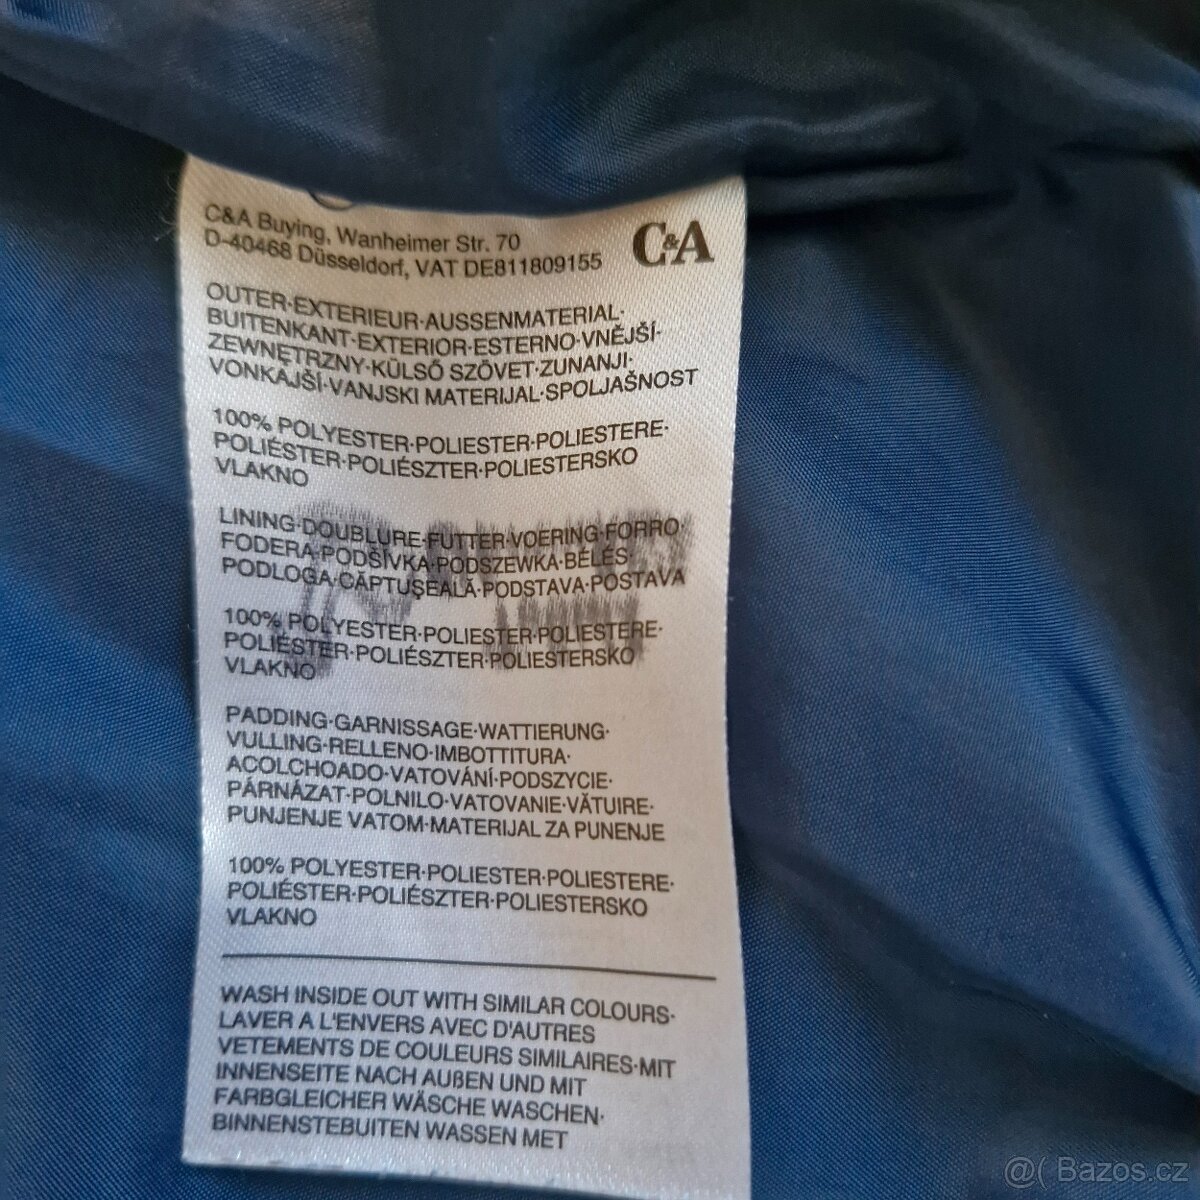 C&A Buying, Wanheimer Str. 70
D-40468 Düsseldorf, VAT DE811809155
C&A
OUTER·EXTERIEUR·AUSSENMATERIAL·
BUITENKANT·EXTERIOR·ESTERNO·VNĚJŠÍ·
ZEWNĘTRZNY·KÜLSŐ SZÖVET·ZUNANJI·
VONKAJŠÍ·VANJSKI MATERIJAL·SPOLJAŠNOST
100% POLYESTER·POLIESTER·POLIESTERE·
POLIÉSTER·POLIÉSZTER·POLIESTERSKO
VLAKNO
LINING·DOUBLURE·FUTTER·VOERING·FORRO·
FODERA·PODŠÍVKA·PODSZEWKA·BÉLÉS
PODLOGA·CĂPTUŞEALĂ·PODSTAVA·POSTAVA
100% POLYESTER·POLIESTER·POLIESTERE·
POLIÉSTER·POLIÉSZTER·POLIESTERSKO
VLAKNO
PADDING·GARNISSAGE·WATTIERUNG·
VULLING·RELLENO·IMBOTTITURA·
ACOLCHOADO·VATOVÁNÍ·PODSZYCIE·
PÁRNÁZAT·POLNILO·VATOVANIE·VĂTUIRE·
PUNJENJE VATOM·MATERIJAL ZA PUNENJE
100% POLYESTER·POLIESTER·POLIESTERE·
POLIÉSTER·POLIÉSZTER·POLIESTERSKO
VLAKNO
WASH INSIDE OUT WITH SIMILAR COLOURS·
LAVER A L'ENVERS AVEC D'AUTRES
VETEMENTS DE COULEURS SIMILAIRES·MIT
INNENSEITE NACH AUßEN UND MIT
FARBGLEICHER WÄSCHE WASCHEN·
BINNENSTEBUITEN WASSEN MET
@( Bazos.cz